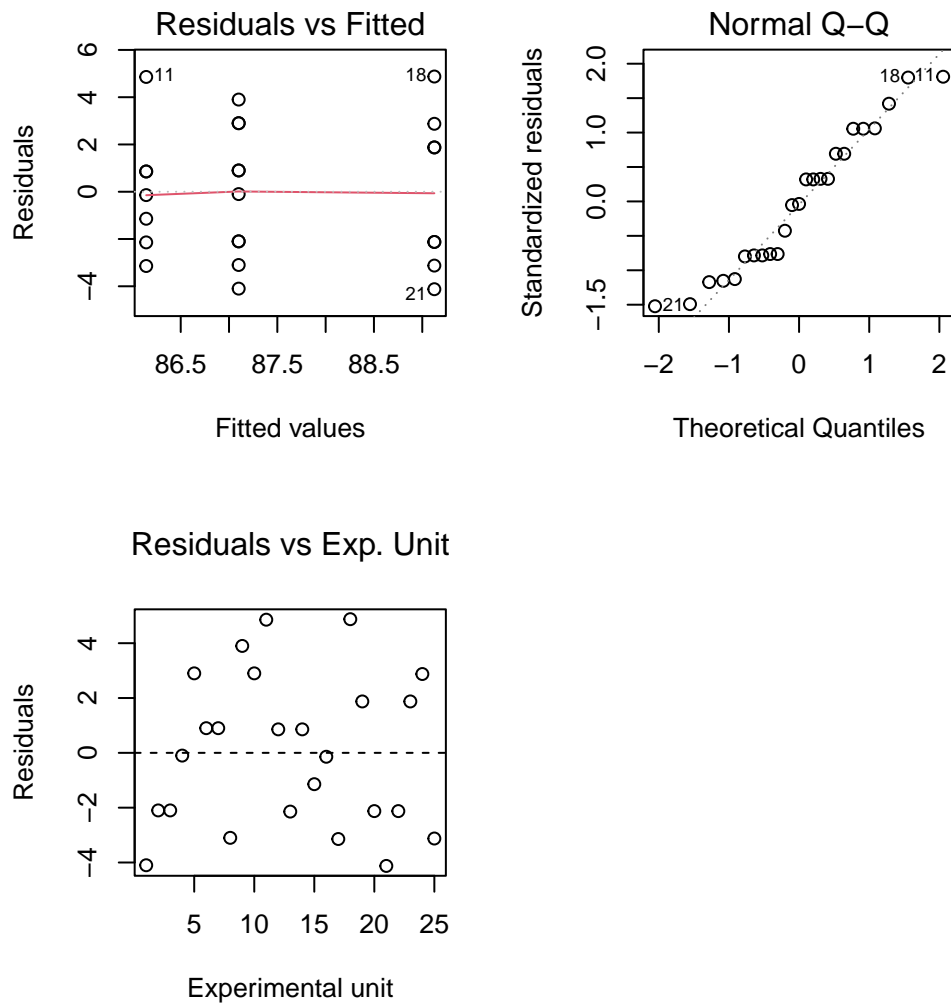 Residuals vs Fitted
Residuals
6
4
2
0
−4
11
18
21
86.5 87.5 88.5
Fitted values
Normal Q−Q
Standardized residuals
2.0
1.0
0.0
−1.5
18
11
21
−2 −1 0 1 2
Theoretical Quantiles
Residuals vs Exp. Unit
Residuals
4
2
0
−2
−4
5 10 15 20 25
Experimental unit